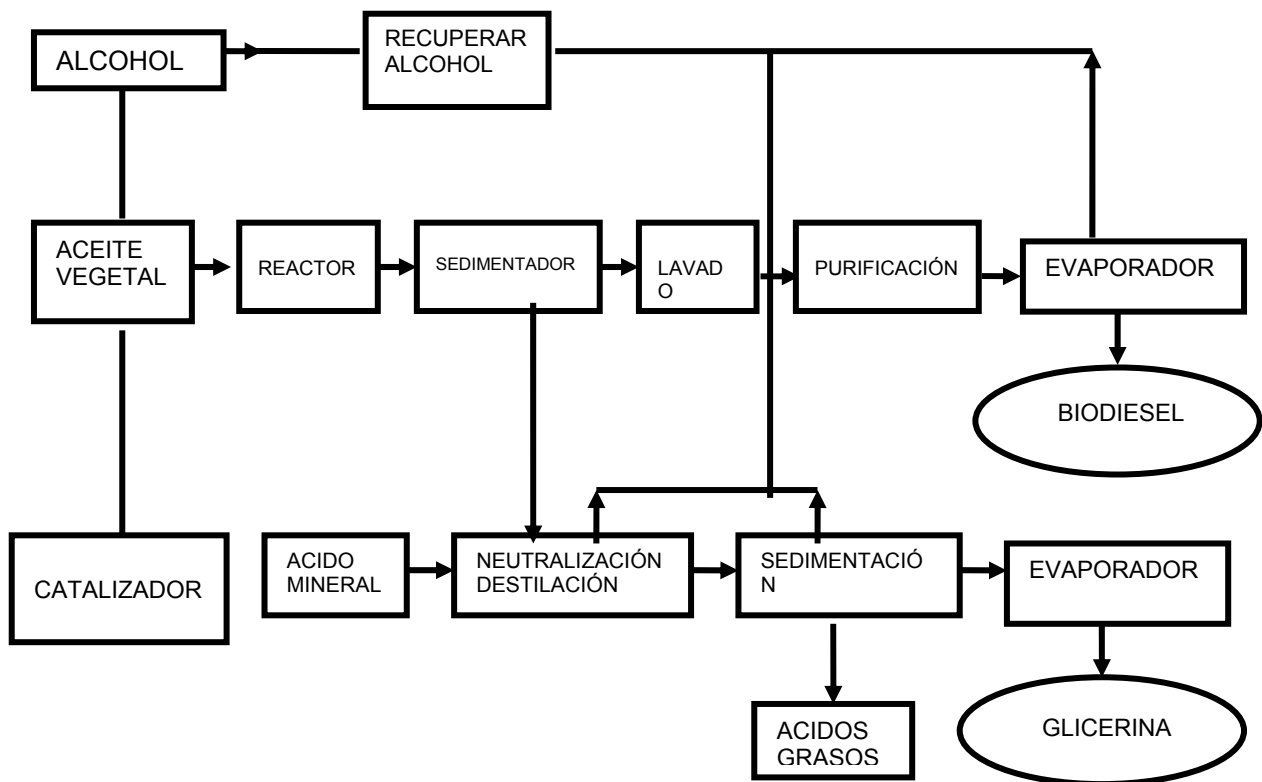 ALCOHOL
RECUPERAR
ALCOHOL
ACEITE
VEGETAL
REACTOR
SEDIMENTADOR
LAVAD
O
PURIFICACIÓN
EVAPORADOR
BIODIESEL
CATALIZADOR
ACIDO
MINERAL
NEUTRALIZACIÓN
DESTILACIÓN
SEDIMENTACIÓ
N
EVAPORADOR
ACIDOS
GRASOS
GLICERINA